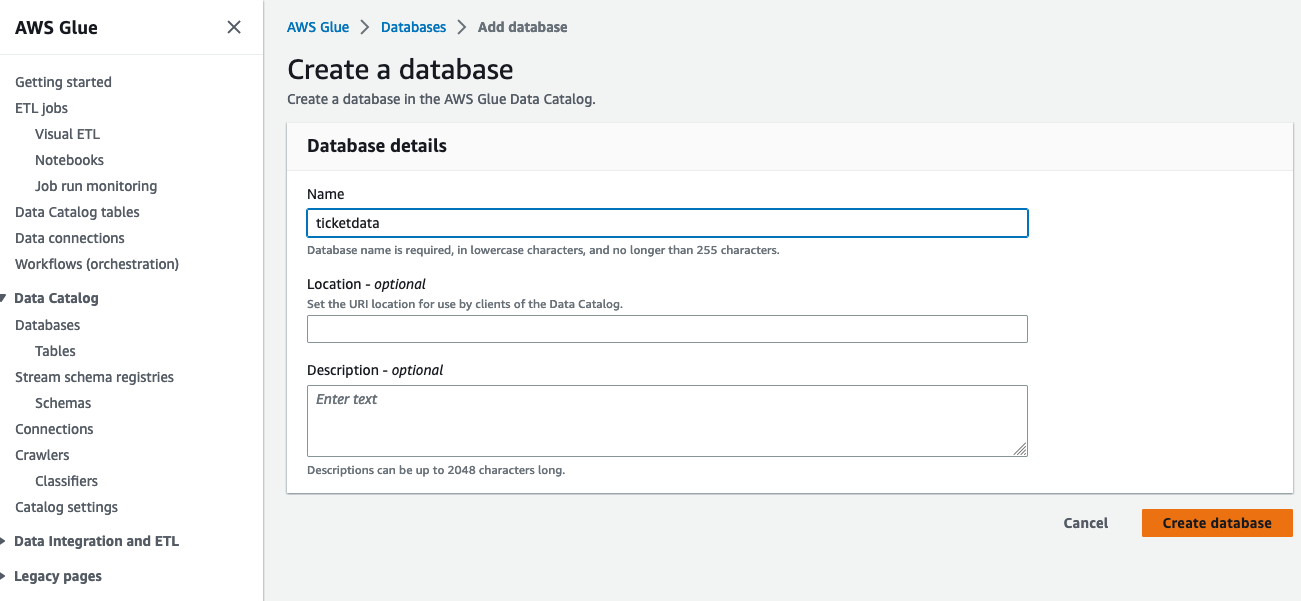 AWS Glue
Getting started
ETL jobs
Visual ETL
Notebooks
Job run monitoring
Data Catalog tables
Data connections
Workflows (orchestration)
Data Catalog
Databases
Tables
Stream schema registries
Schemas
Connections
Crawlers
Classifiers
Catalog settings
Data Integration and ETL
Legacy pages
AWS Glue > Databases > Add database
Create a database
Create a database in the AWS Glue Data Catalog.
Database details
Name
ticketdata
Database name is required, in lowercase characters, and no longer than 255 characters.
Location - optional
Set the URI location for use by clients of the Data Catalog.
Description - optional
Enter text
Descriptions can be up to 2048 characters long.
Cancel Create database